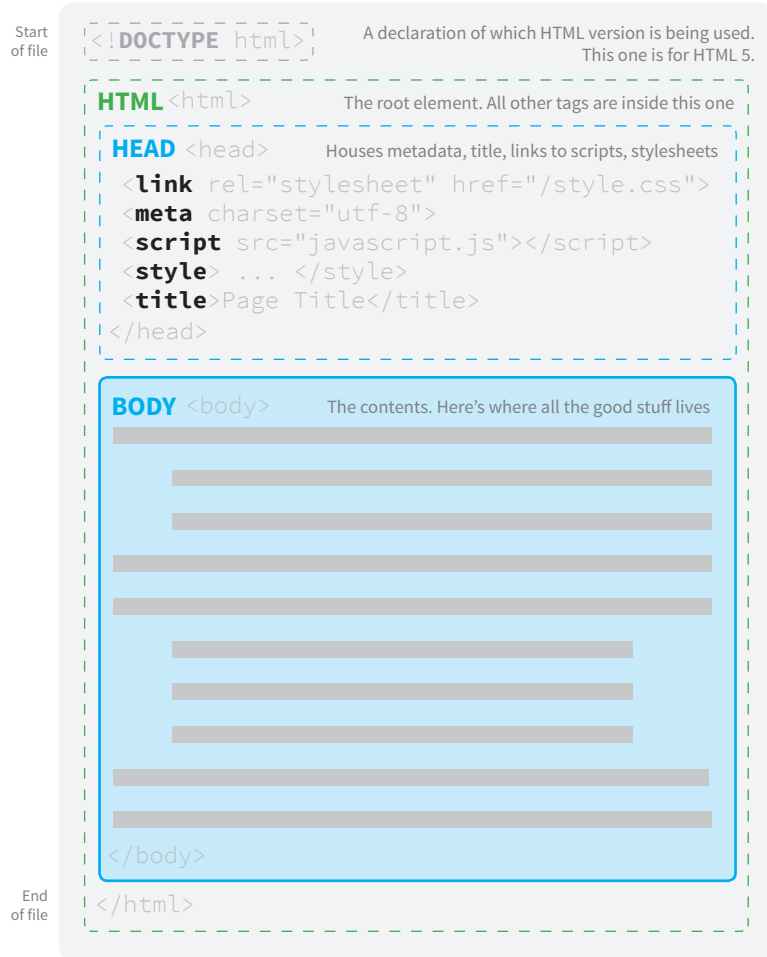 Start
of file
<!DOCTYPE html>
A declaration of which HTML version is being used.
This one is for HTML 5.
HTML <html>
The root element. All other tags are inside this one
HEAD <head>
Houses metadata, title, links to scripts, stylesheets
<link rel="stylesheet" href="/style.css">
<meta charset="utf-8">
<script src="javascript.js"></script>
<style> ... </style>
<title>Page Title</title>
</head>
BODY <body>
The contents. Here’s where all the good stuff lives
</body>
End
of file
</html>